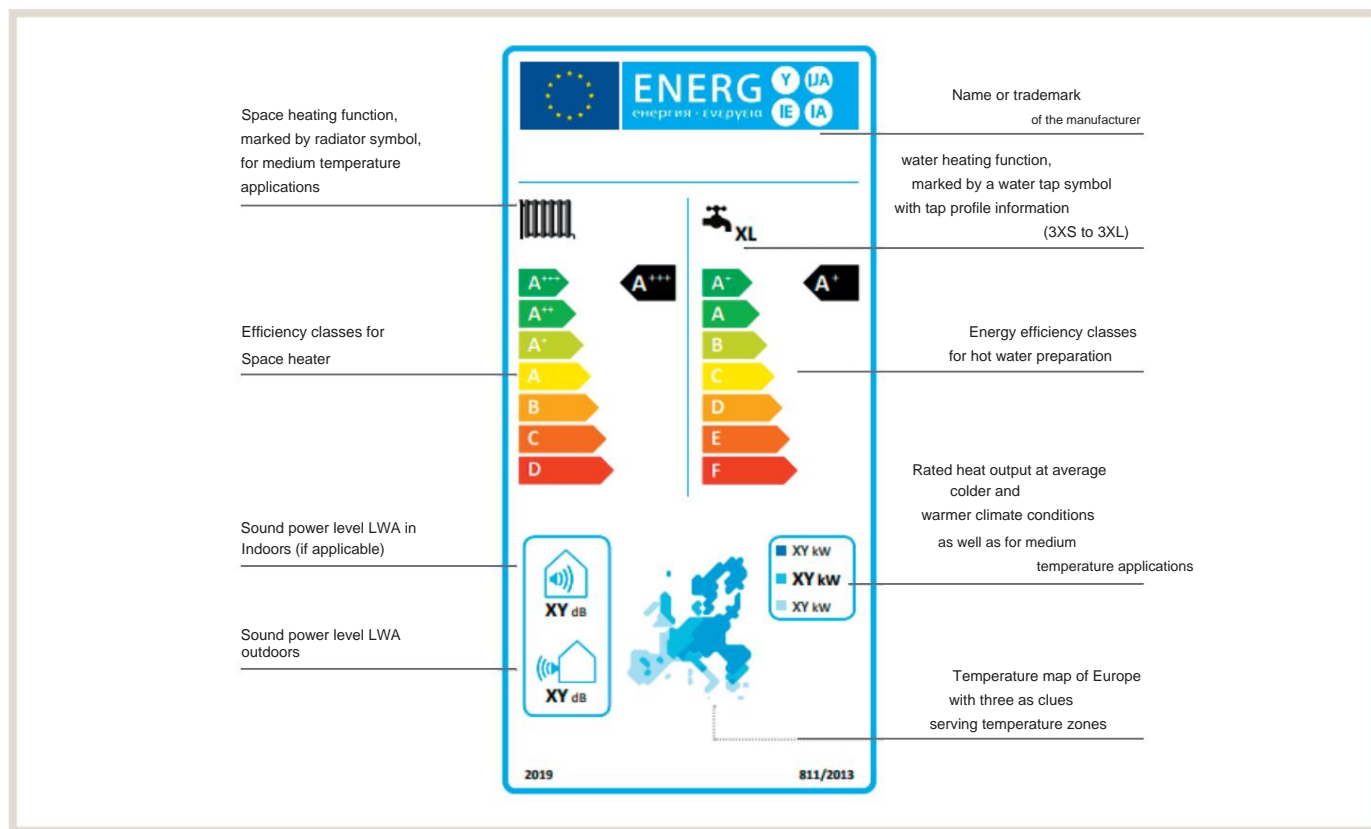 ENERG
Y IJA
IE IA
енергия · ενεργεια
Space heating function,
marked by radiator symbol,
for medium temperature
applications
Name or trademark
of the manufacturer
water heating function,
marked by a water tap symbol
with tap profile information
(3XS to 3XL)
XL
A+++
A++
A+
A
B
C
D
A+++
A+
A
B
C
D
E
F
A+
Efficiency classes for
Space heater
Energy efficiency classes
for hot water preparation
Sound power level LWA in
Indoors (if applicable)
Sound power level LWA
outdoors
XY dB
XY dB
XY kW
XY kW
XY kW
Rated heat output at average
colder and
warmer climate conditions
as well as for medium
temperature applications
Temperature map of Europe
with three as clues
serving temperature zones
2019
811/2013